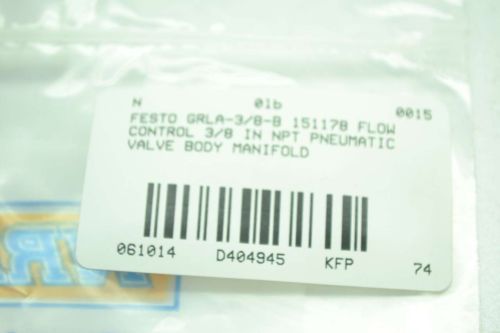 N 01b 0015
FESTO GRLA-3/8-B 151178 FLOW
CONTROL 3/8 IN NPT PNEUMATIC
VALVE BODY MANIFOLD
061014 D404945 KFP 74